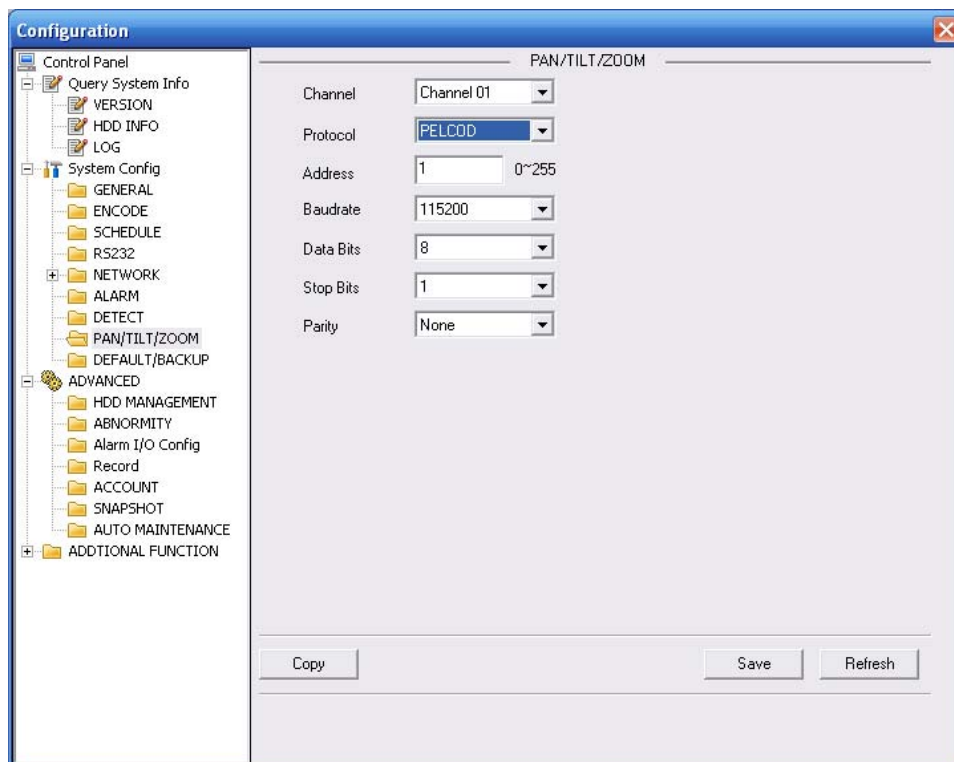 Configuration
Control Panel
Query System Info
VERSION
HDD INFO
LOG
System Config
GENERAL
ENCODE
SCHEDULE
RS232
NETWORK
ALARM
DETECT
PAN/TILT/ZOOM
DEFAULT/BACKUP
ADVANCED
HDD MANAGEMENT
ABNORMITY
Alarm I/O Config
Record
ACCOUNT
SNAPSHOT
AUTO MAINTENANCE
ADDTIONAL FUNCTION
PAN/TILT/ZOOM
Channel Channel 01
Protocol PELCOD
Address 1 0~255
Baudrate 115200
Data Bits 8
Stop Bits 1
Parity None
Copy Save Refresh